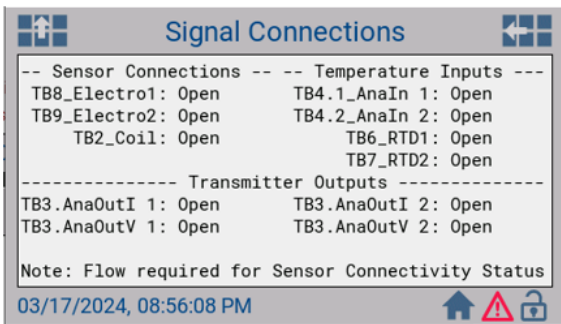 Signal Connections
-- Sensor Connections -- -- Temperature Inputs ---
TB8_Electro1: Open TB4.1_AnaIn 1: Open
TB9_Electro2: Open TB4.2_AnaIn 2: Open
TB2_Coil: Open TB6_RTD1: Open
TB7_RTD2: Open
--------------- Transmitter Outputs --------------
TB3.AnaOutI 1: Open TB3.AnaOutI 2: Open
TB3.AnaOutV 1: Open TB3.AnaOutV 2: Open
Note: Flow required for Sensor Connectivity Status
03/17/2024, 08:56:08 PM